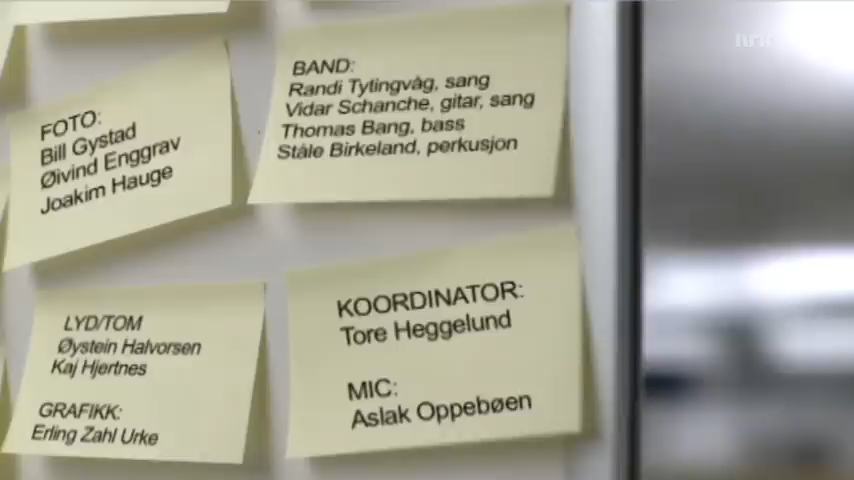 nrk
FOTO:
Bill Gystad
Øivind Enggrav
Joakim Hauge
BAND:
Randi Tytingvåg, sang
Vidar Schanche, gitar, sang
Thomas Bang, bass
Ståle Birkeland, perkusjon
LYD/TOM
Øystein Halvorsen
Kaj Hjertnes
GRAFIKK:
Erling Zahl Urke
KOORDINATOR:
Tore Heggelund
MIC:
Aslak Oppebøen